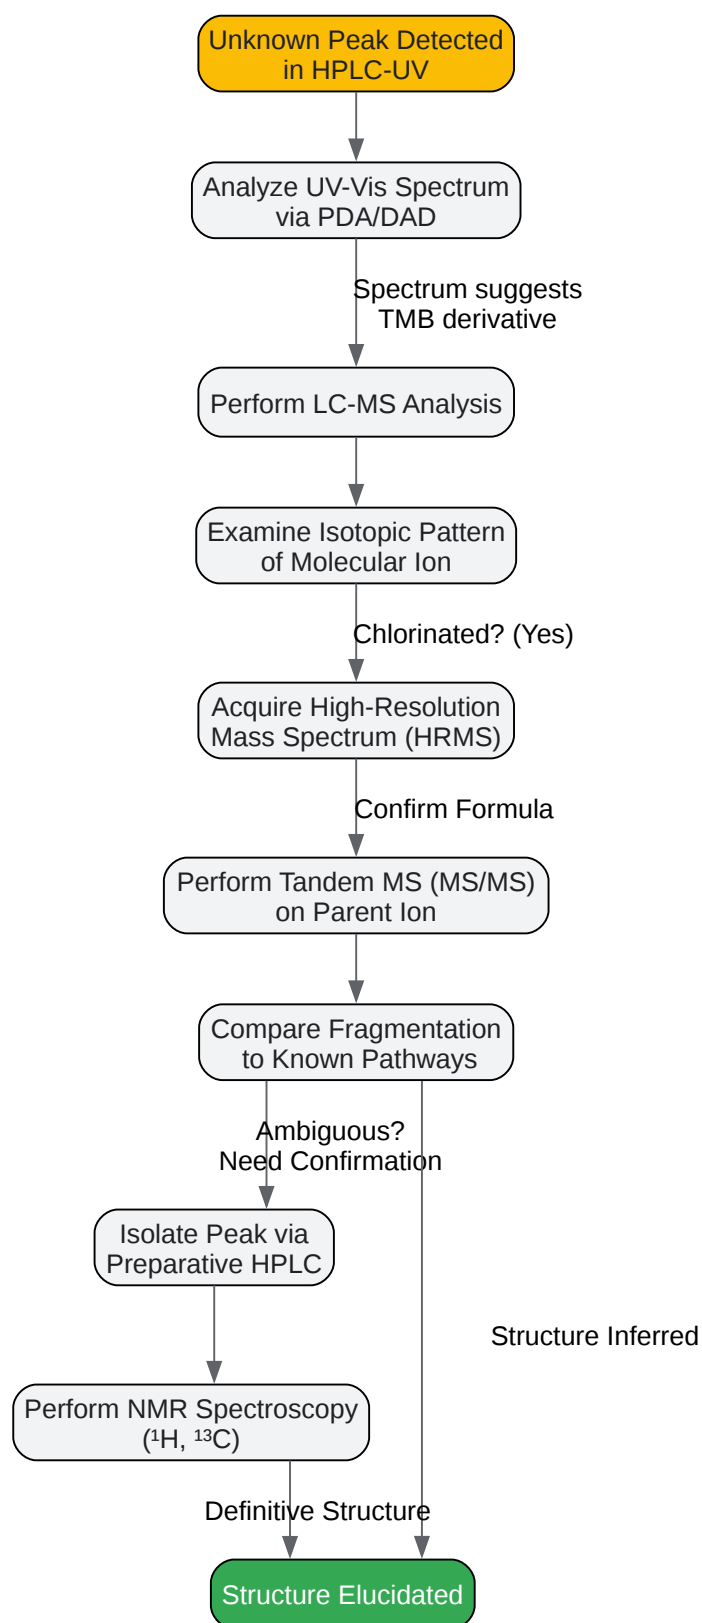 Unknown Peak Detected
in HPLC-UV
Analyze UV-Vis Spectrum
via PDA/DAD
Spectrum suggests
TMB derivative
Perform LC-MS Analysis
Examine Isotopic Pattern
of Molecular Ion
Chlorinated? (Yes)
Acquire High-Resolution
Mass Spectrum (HRMS)
Confirm Formula
Perform Tandem MS (MS/MS)
on Parent Ion
Compare Fragmentation
to Known Pathways
Ambiguous?
Need Confirmation
Isolate Peak via
Preparative HPLC
Structure Inferred
Perform NMR Spectroscopy
(¹H, ¹³C)
Definitive Structure
Structure Elucidated